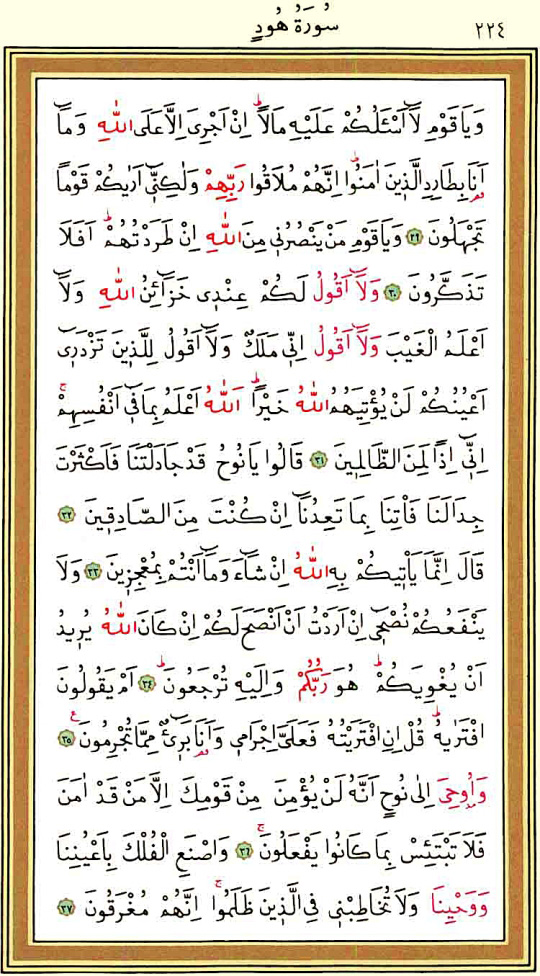 ٢٢٤ سُورَةُ هُودٍ
وَيَا قَوْمِ لَٓا اَسْـَٔلُكُمْ عَلَيْهِ مَالًاۜ اِنْ اَجْرِيَ اِلَّا عَلَى اللّٰهِ وَمَٓا
اَنَا۬ بِطَارِدِ الَّذ۪ينَ اٰمَنُواۜ اِنَّهُمْ مُلَاقُوا رَبِّهِمْ وَلٰكِنّ۪ٓي اَرٰيكُمْ قَوْمًا
تَجْهَلُونَ ﴿٢٩﴾ وَيَا قَوْمِ مَنْ يَنْصُرُن۪ي مِنَ اللّٰهِ اِنْ طَرَدْتُهُمْۜ اَفَلَا
تَذَكَّرُونَ ﴿٣٠﴾ وَلَٓا اَقُولُ لَكُمْ عِنْد۪ي خَزَٓائِنُ اللّٰهِ وَلَٓا
اَعْلَمُ الْغَيْبَ وَلَٓا اَقُولُ اِنّ۪ي مَلَكٌ وَلَٓا اَقُولُ لِلَّذ۪ينَ تَزْدَر۪ٓي
اَعْيُنُكُمْ لَنْ يُؤْتِيَهُمُ اللّٰهُ خَيْرًاۜ اَللّٰهُ اَعْلَمُ بِمَا ف۪ٓي اَنْفُسِهِمْۚ
اِنّ۪ٓي اِذًا لَمِنَ الظَّالِم۪ينَ ﴿٣١﴾ قَالُوا يَا نُوحُ قَدْ جَادَلْتَنَا فَاَكْثَرْتَ
جِدَالَنَا فَأْتِنَا بِمَا تَعِدُنَٓا اِنْ كُنْتَ مِنَ الصَّادِق۪ينَ ﴿٣٢﴾
قَالَ اِنَّمَا يَأْت۪يكُمْ بِهِ اللّٰهُ اِنْ شَٓاءَ وَمَٓا اَنْتُمْ بِمُعْجِز۪ينَ ﴿٣٣﴾ وَلَا
يَنْفَعُكُمْ نُصْح۪ٓي اِنْ اَرَدْتُ اَنْ اَنْصَحَ لَكُمْ اِنْ كَانَ اللّٰهُ يُر۪يدُ
اَنْ يُغْوِيَكُمْۜ هُوَ رَبُّكُمْ وَاِلَيْهِ تُرْجَعُونَۜ ﴿٣٤﴾ اَمْ يَقُولُونَ
افْتَرٰيهُۜ قُلْ اِنِ افْتَرَيْتُهُ فَعَلَيَّ اِجْرَام۪ي وَاَنَا۬ بَر۪ٓيءٌ مِمَّا تُجْرِمُونَ۟ ﴿٣٥﴾
وَاُو۫حِيَ اِلٰى نُوحٍ اَنَّهُ لَنْ يُؤْمِنَ مِنْ قَوْمِكَ اِلَّا مَنْ قَدْ اٰمَنَ
فَلَا تَبْتَئِسْ بِمَا كَانُوا يَفْعَلُونَۚ ﴿٣٦﴾ وَاصْنَعِ الْفُلْكَ بِاَعْيُنِنَا
وَوَحْيِنَا وَلَا تُخَاطِبْن۪ي فِي الَّذ۪ينَ ظَلَمُواۚ اِنَّهُمْ مُغْرَقُونَ ﴿٣٧﴾